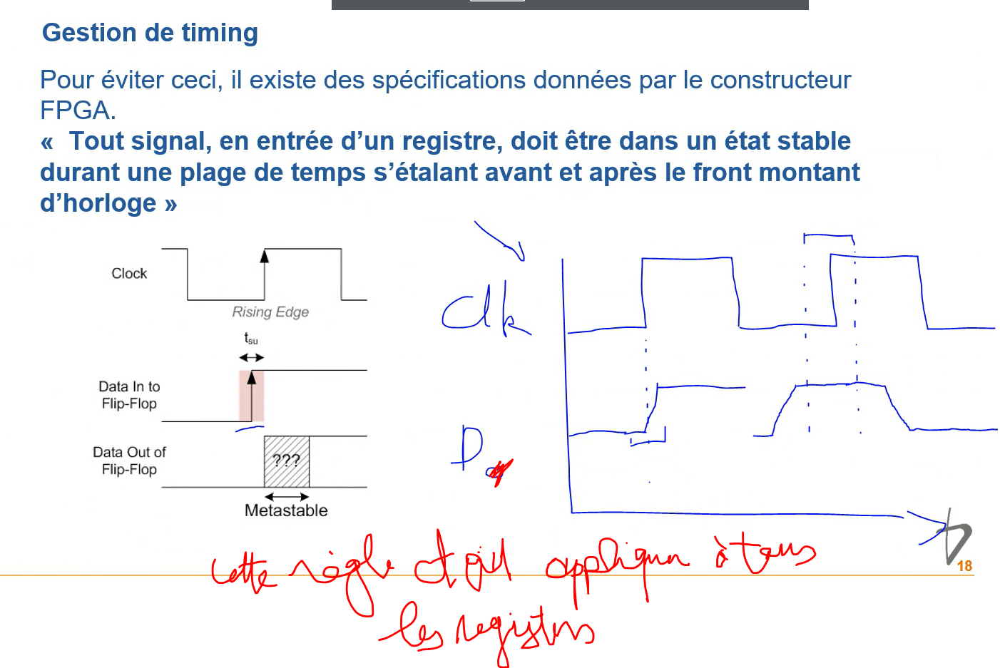 Gestion de timing
Pour éviter ceci, il existe des spécifications données par le constructeur
FPGA.
« Tout signal, en entrée d’un registre, doit être dans un état stable
durant une plage de temps s’étalant avant et après le front montant
d’horloge »
Clock
Rising Edge
tsu
Data In to
Flip-Flop
Data Out of
Flip-Flop
???
Metastable
Clk
D
cette règle doit appliquer à tous
les registres
18